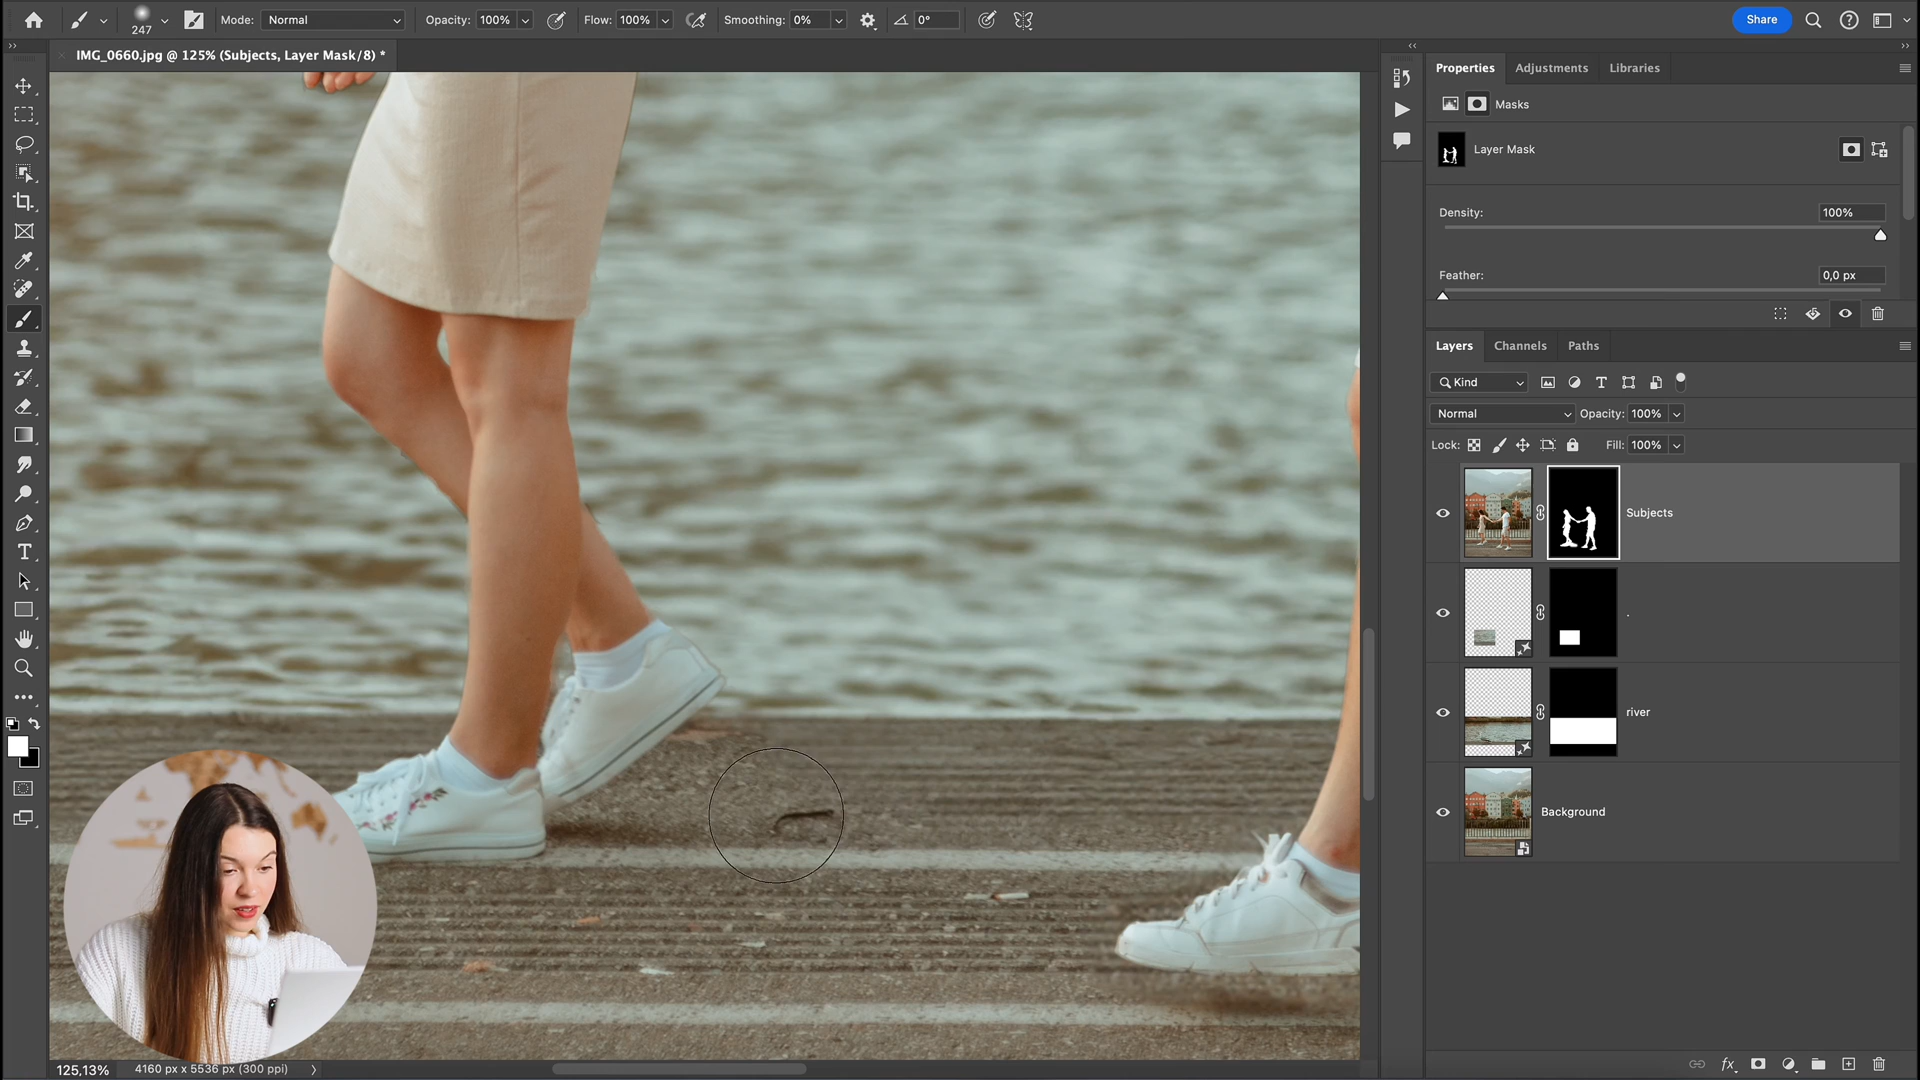 247
Mode: Normal
Opacity: 100%
Flow: 100%
Smoothing: 0%
0°
Share
IMG_0660.jpg @ 125% (Subjects, Layer Mask/8) *
Properties
Adjustments
Libraries
Masks
Layer Mask
Density:
100%
Feather:
0,0 px
Layers
Channels
Paths
Kind
Normal
Opacity: 100%
Lock:
Fill: 100%
Subjects
.
river
Background
125,13%
4160 px x 5536 px (300 ppi)
fx